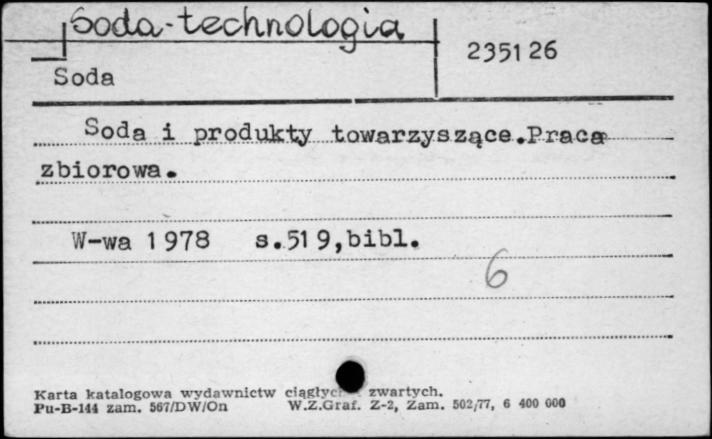 Soda-technologia
235126
Soda
Soda i produkty towarzyszące.Praca
zbiorowa.
W-wa 1978 s.519,bibl.
6
Karta katalogowa wydawnictw zwartych.
Pu-B-144 zam. 567/DW/On W.Z.Graf. Z-2, Zam. 502/77, 6 400 000